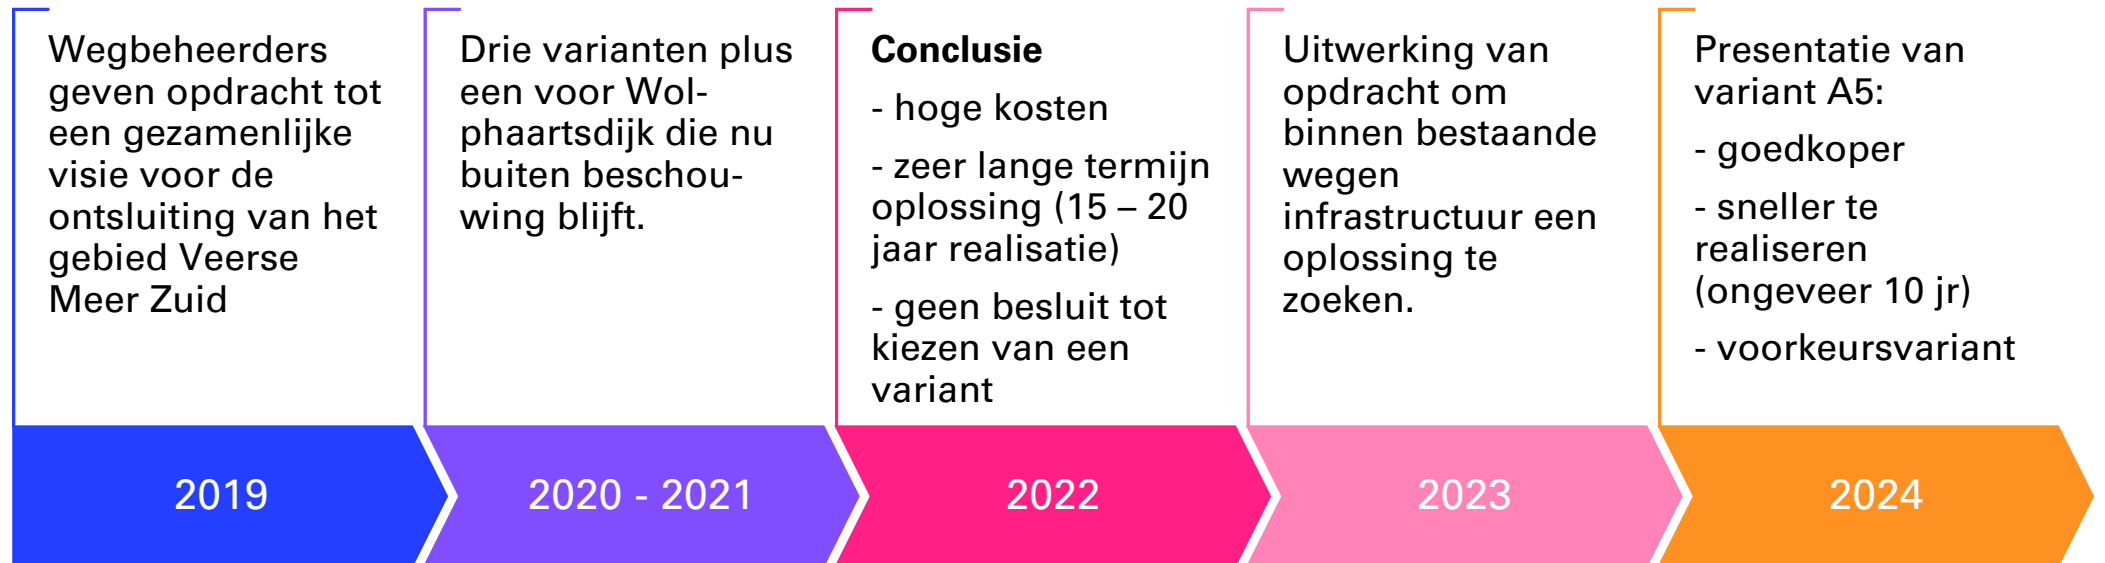 Wegbeheerders
geven opdracht tot
een gezamenlijke
visie voor de
ontsluiting van het
gebied Veerse
Meer Zuid
2019
Drie varianten plus
een voor Wol-
phaartsdijk die nu
buiten beschou-
wing blijft.
2020 - 2021
Conclusie
- hoge kosten
- zeer lange termijn
oplossing (15 – 20
jaar realisatie)
- geen besluit tot
kiezen van een
variant
2022
Uitwerking van
opdracht om
binnen bestaande
wegen
infrastructuur een
oplossing te
zoeken.
2023
Presentatie van
variant A5:
- goedkoper
- sneller te
realiseren
(ongeveer 10 jr)
- voorkeursvariant
2024